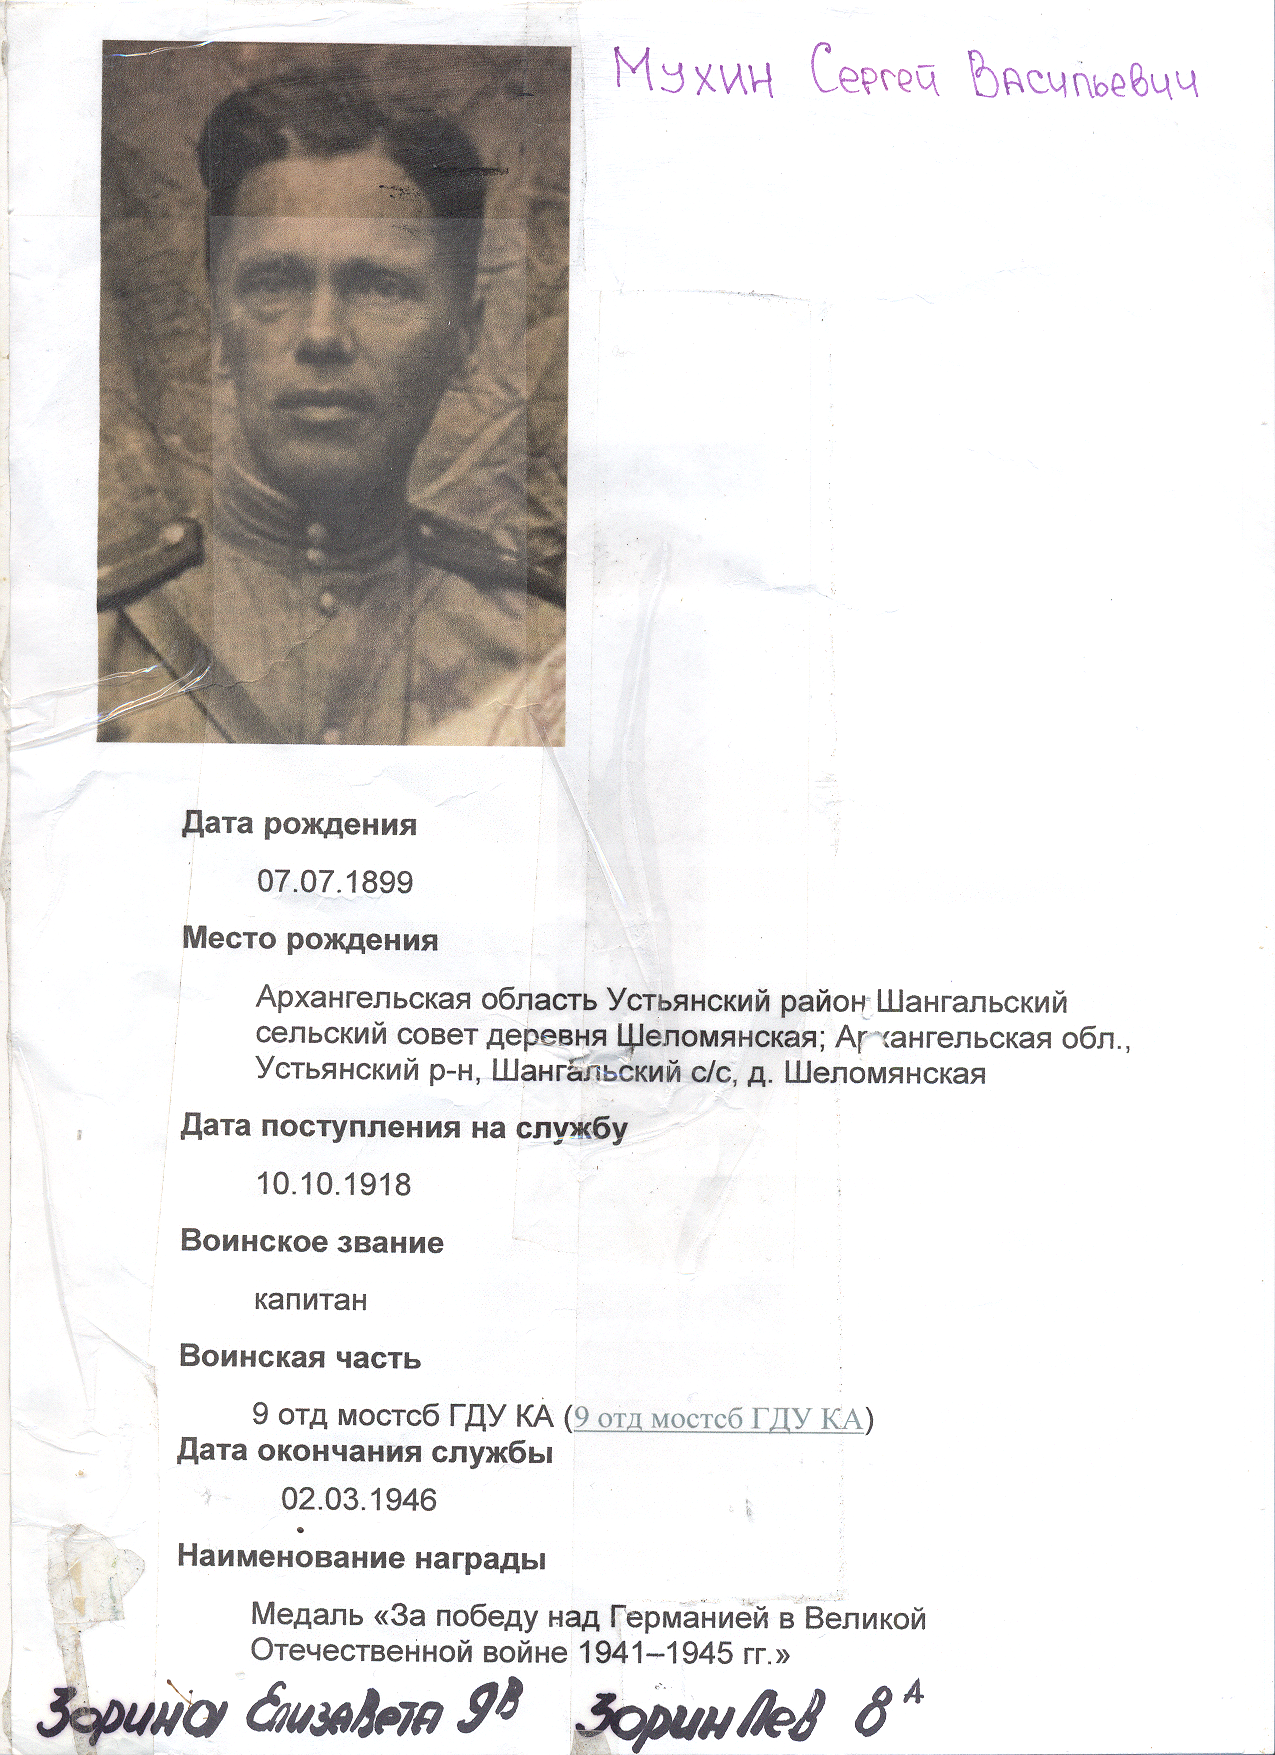 Мухин Сергей Васильевич
Дата рождения
07.07.1899
Место рождения
Архангельская область Устьянский район Шангальский
сельский совет деревня Шеломянская; Архангельская обл.,
Устьянский р-н, Шангальский с/с, д. Шеломянская
Дата поступления на службу
10.10.1918
Воинское звание
капитан
Воинская часть
9 отд мостсб ГДУ КА (9 отд мостсб ГДУ КА)
Дата окончания службы
02.03.1946
Наименование награды
Медаль «За победу над Германией в Великой
Отечественной войне 1941–1945 гг.»
Зорина Елизавета 9В Зорин Лев 8А